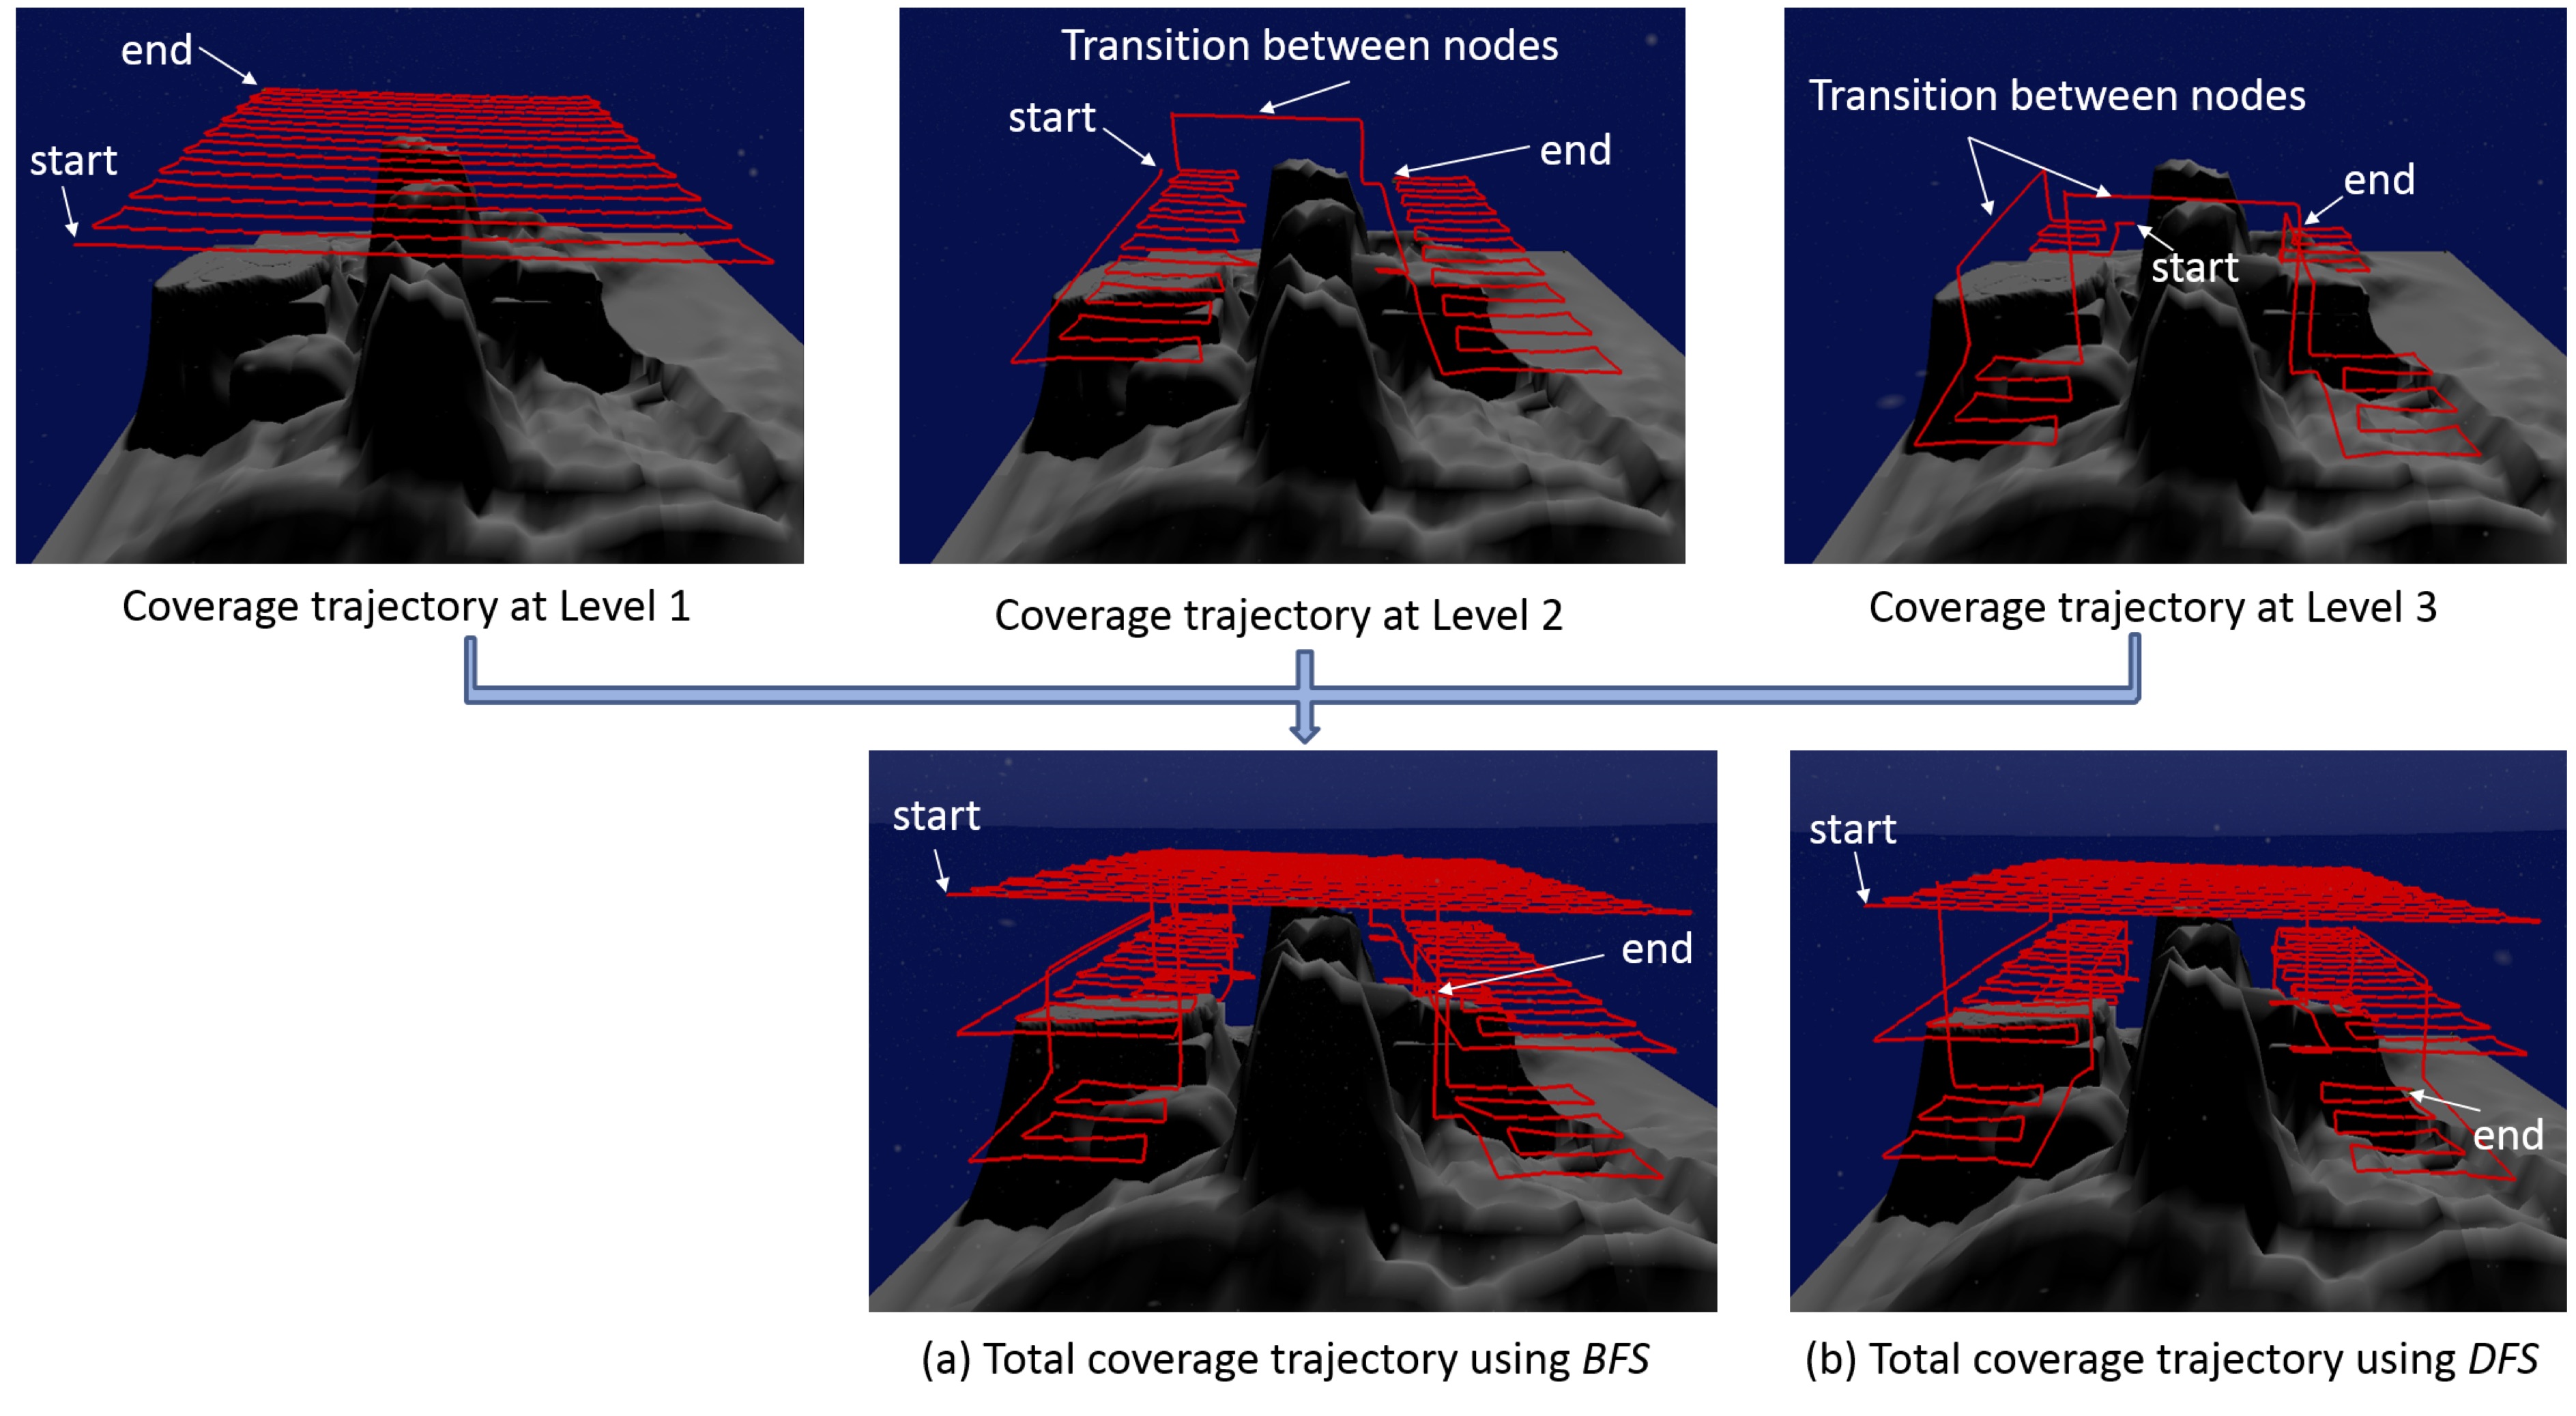 end
start
Coverage trajectory at Level 1
Transition between nodes
start
end
Coverage trajectory at Level 2
Transition between nodes
end
start
Coverage trajectory at Level 3
start
end
(a) Total coverage trajectory using BFS
start
end
(b) Total coverage trajectory using DFS